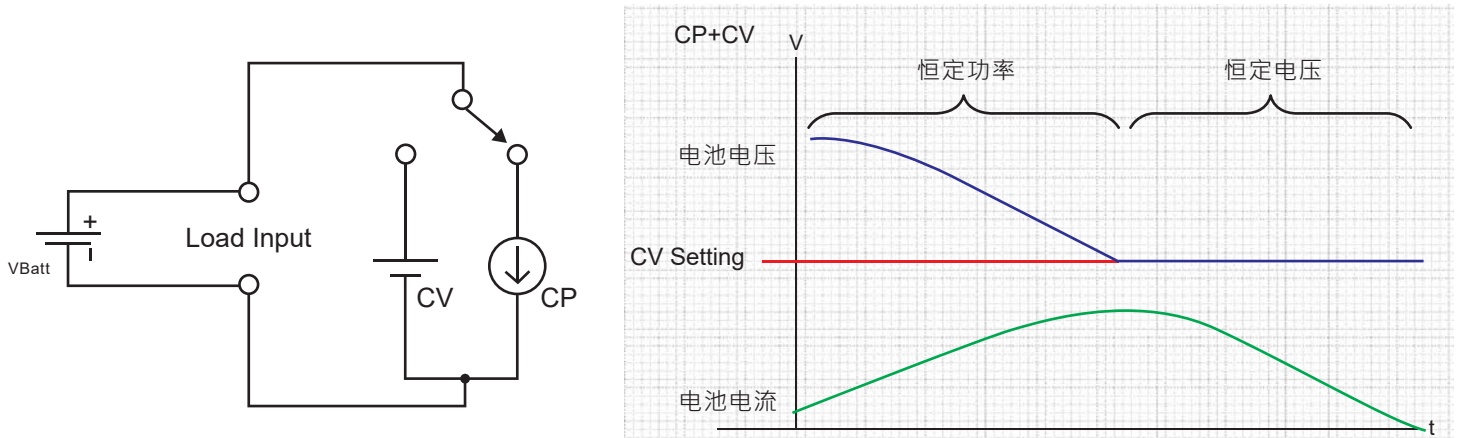 +
Load Input
VBatt
CV
CP
CP+CV
V
恒定功率
恒定电压
电池电压
CV Setting
电池电流
t